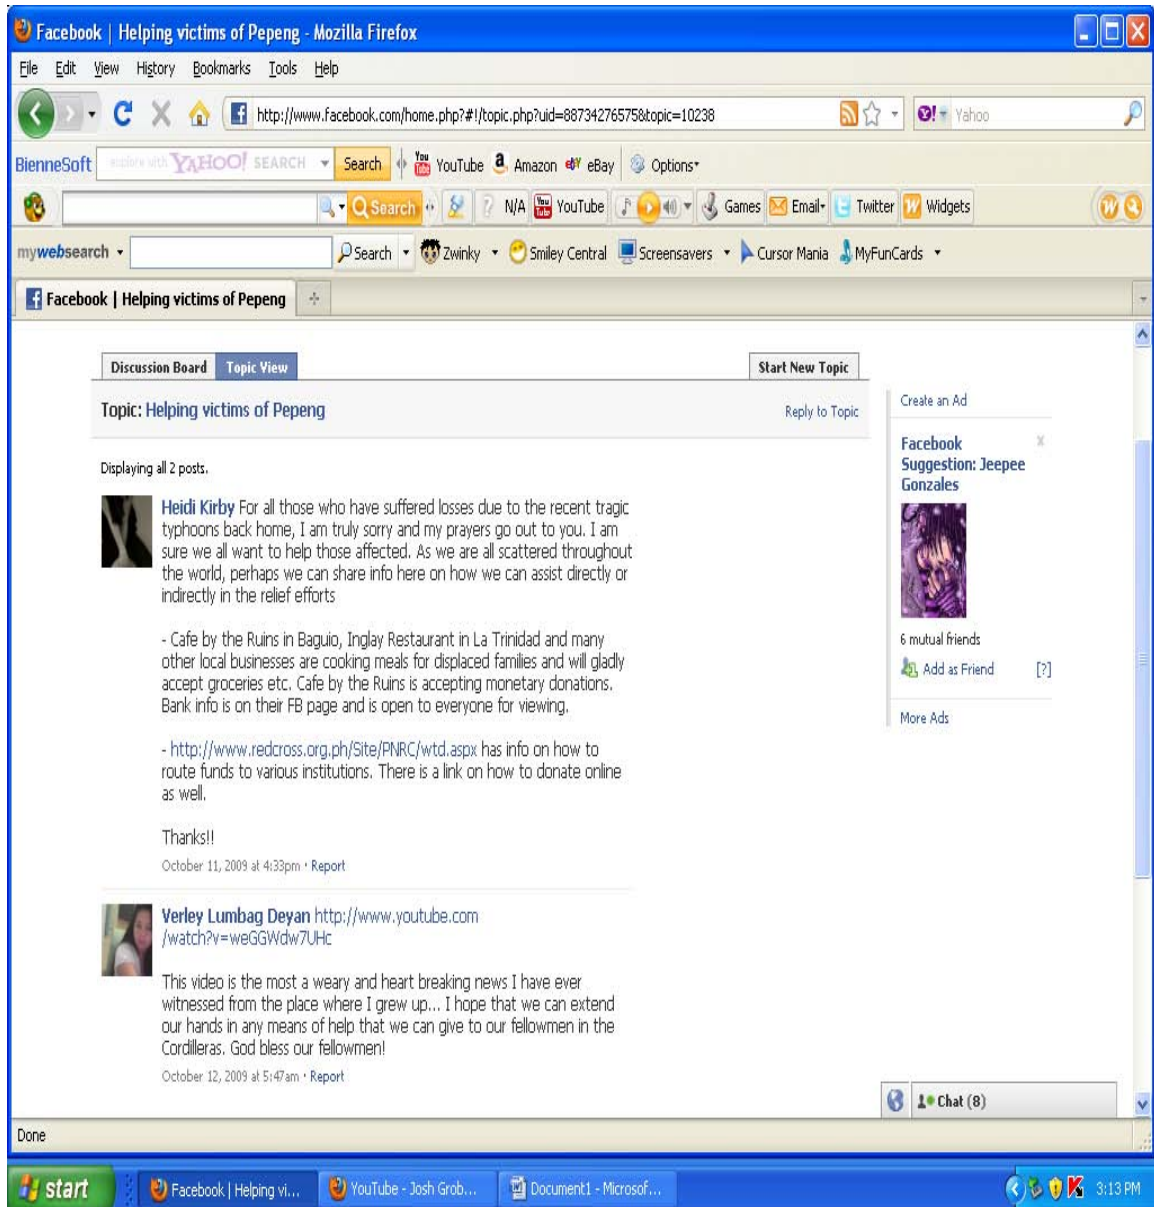 Facebook | Helping victims of Pepeng - Mozilla Firefox
File Edit View History Bookmarks Tools Help
http://www.facebook.com/home.php?#!/topic.php?uid=88734276575&topic=10238 Yahoo
BienneSoft explore with YAHOO! SEARCH Search YouTube Amazon eBay Options
Search N/A YouTube Games Email Twitter Widgets
mywebsearch Search Zwinky Smiley Central Screensavers Cursor Mania MyFunCards
Facebook | Helping victims of Pepeng
Discussion Board Topic View Start New Topic
Topic: Helping victims of Pepeng Reply to Topic
Displaying all 2 posts.
Heidi Kirby For all those who have suffered losses due to the recent tragic
typhoons back home, I am truly sorry and my prayers go out to you. I am
sure we all want to help those affected. As we are all scattered throughout
the world, perhaps we can share info here on how we can assist directly or
indirectly in the relief efforts
- Cafe by the Ruins in Baguio, Inglay Restaurant in La Trinidad and many
other local businesses are cooking meals for displaced families and will gladly
accept groceries etc. Cafe by the Ruins is accepting monetary donations.
Bank info is on their FB page and is open to everyone for viewing.
- http://www.redcross.org.ph/Site/PNRC/wtd.aspx has info on how to
route funds to various institutions. There is a link on how to donate online
as well.
Thanks!!
October 11, 2009 at 4:33pm · Report
Verley Lumbag Deyan http://www.youtube.com
/watch?v=weGGWdw7UHc
This video is the most a weary and heart breaking news I have ever
witnessed from the place where I grew up... I hope that we can extend
our hands in any means of help that we can give to our fellowmen in the
Cordilleras. God bless our fellowmen!
October 12, 2009 at 5:47am · Report
Create an Ad
Facebook
Suggestion: Jeepee
Gonzales
x
6 mutual friends
Add as Friend [?]
More Ads
Chat (8)
Done
start Facebook | Helping vi... YouTube - Josh Grob... Document1 - Microsof... 3:13 PM